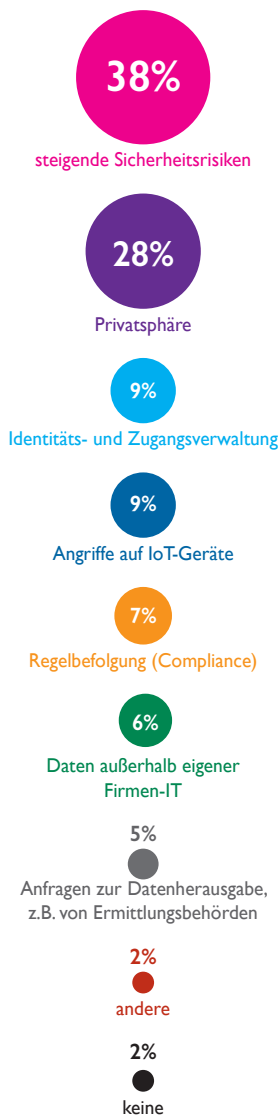 38%
steigende Sicherheitsrisiken
28%
Privatsphäre
9%
Identitäts- und Zugangsverwaltung
9%
Angriffe auf IoT-Geräte
7%
Regelbefolgung (Compliance)
6%
Daten außerhalb eigener
Firmen-IT
5%
Anfragen zur Datenherausgabe,
z.B. von Ermittlungsbehörden
2%
andere
2%
keine